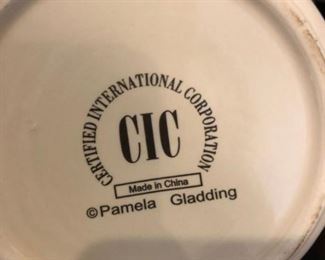 CERTIFIED INTERNATIONAL CORPORATION
CIC
Made in China
©Pamela Gladding